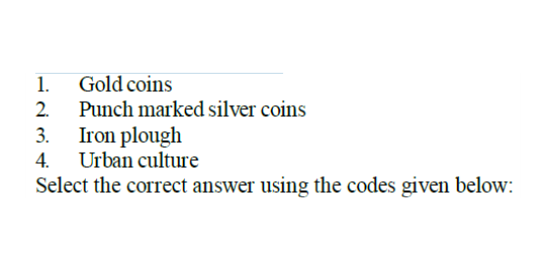 1. Gold coins
2. Punch marked silver coins
3. Iron plough
4. Urban culture
Select the correct answer using the codes given below: